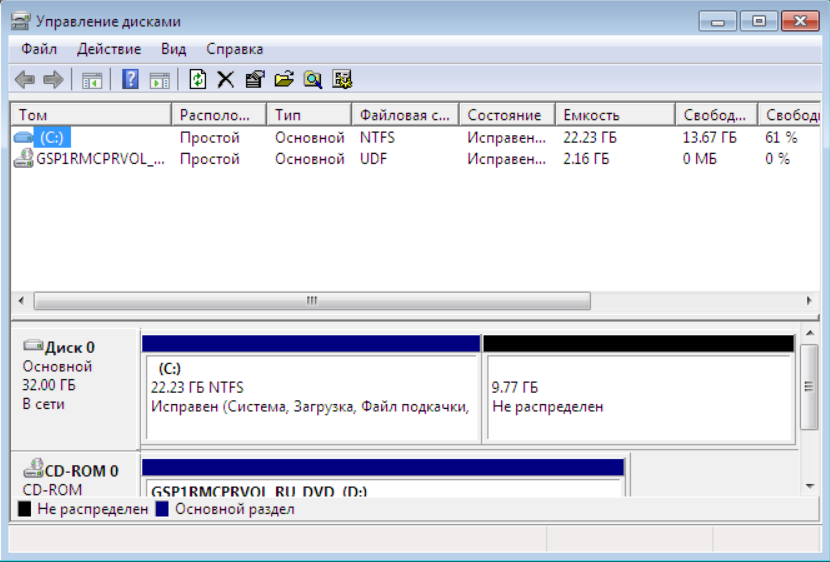 Управление дисками
Файл Действие Вид Справка
Том Располо... Тип Файловая с... Состояние Емкость Свобод... Свободн
(C:) Простой Основной NTFS Исправен... 22.23 ГБ 13.67 ГБ 61 %
GSP1RMCPRVOL_... Простой Основной UDF Исправен... 2.16 ГБ 0 МБ 0 %
Диск 0
Основной
32.00 ГБ
В сети
(C:)
22.23 ГБ NTFS
Исправен (Система, Загрузка, Файл подкачки,
9.77 ГБ
Не распределен
CD-ROM 0
CD-ROM
GSP1RMCPRVOL_RU_DVD (D:)
Не распределен Основной раздел